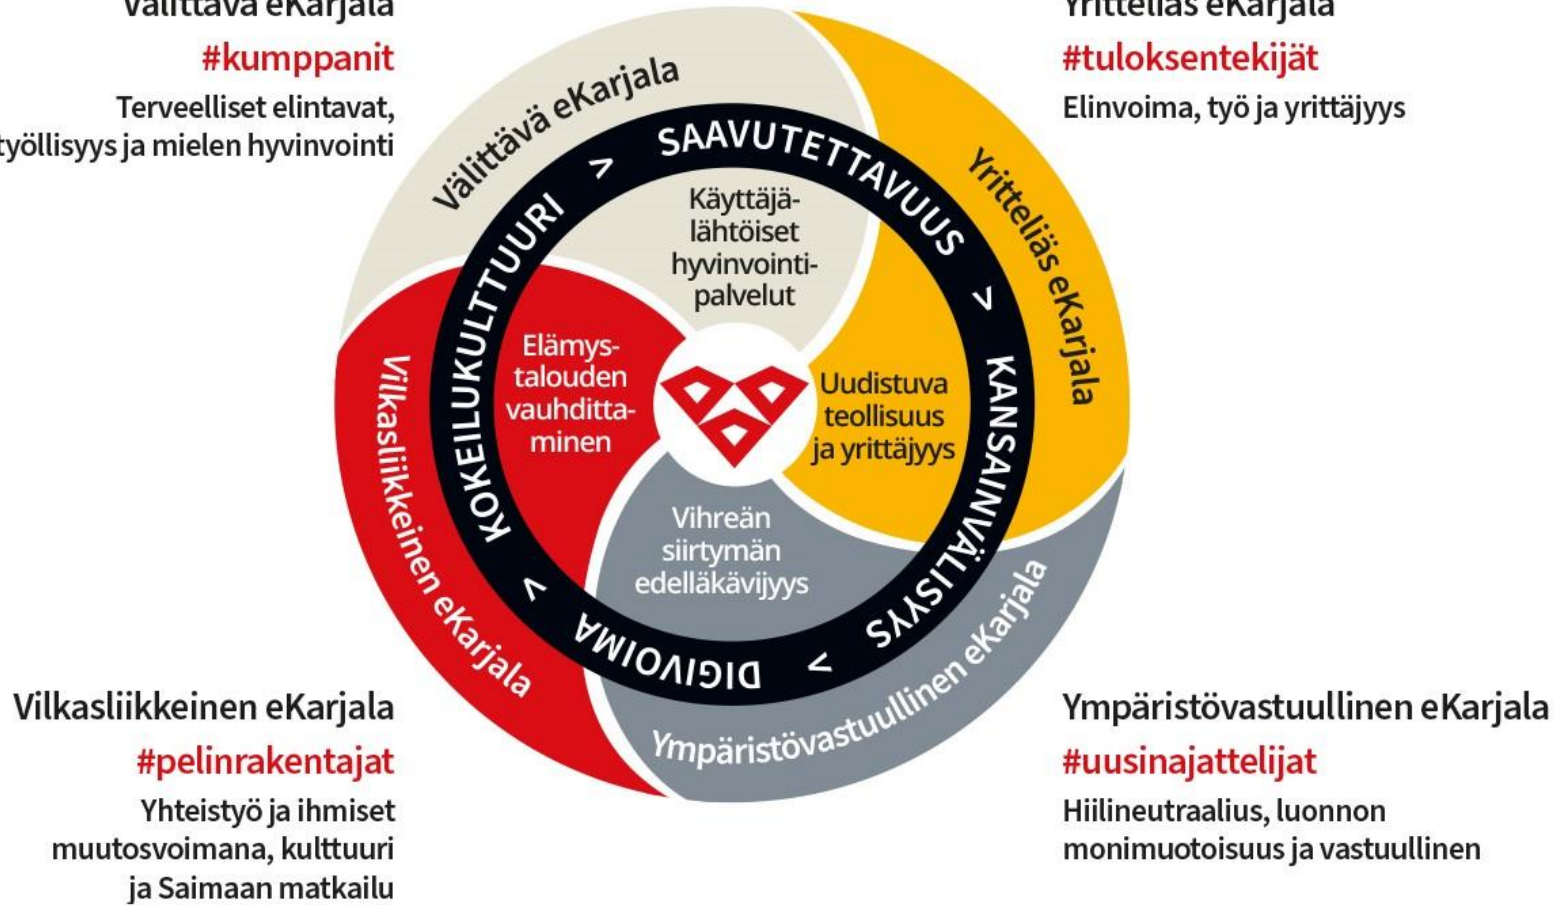 Välittävä eKarjala
#kumppanit
Terveelliset elintavat,
työllisyys ja mielen hyvinvointi
Yritteliäs eKarjala
#tuloksentekijät
Elinvoima, työ ja yrittäjyys
Välittävä eKarjala
Yritteliäs eKarjala
Ympäristövastuullinen eKarjala
Vilkasliikkeinen eKarjala
SAAVUTETTAVUUS >
KANSAINVÄLISYYS >
DIGIVOIMA >
KOKEILUKULTTUURI >
Käyttäjä-
lähtöiset
hyvinvointi-
palvelut
Elämys-
talouden
vauhditta-
minen
Uudistuva
teollisuus
ja yrittäjyys
Vihreän
siirtymän
edelläkävijyys
Vilkasliikkeinen eKarjala
#pelinrakentajat
Yhteistyö ja ihmiset
muutosvoimana, kulttuuri
ja Saimaan matkailu
Ympäristövastuullinen eKarjala
#uusinajattelijat
Hiilineutraalius, luonnon
monimuotoisuus ja vastuullinen